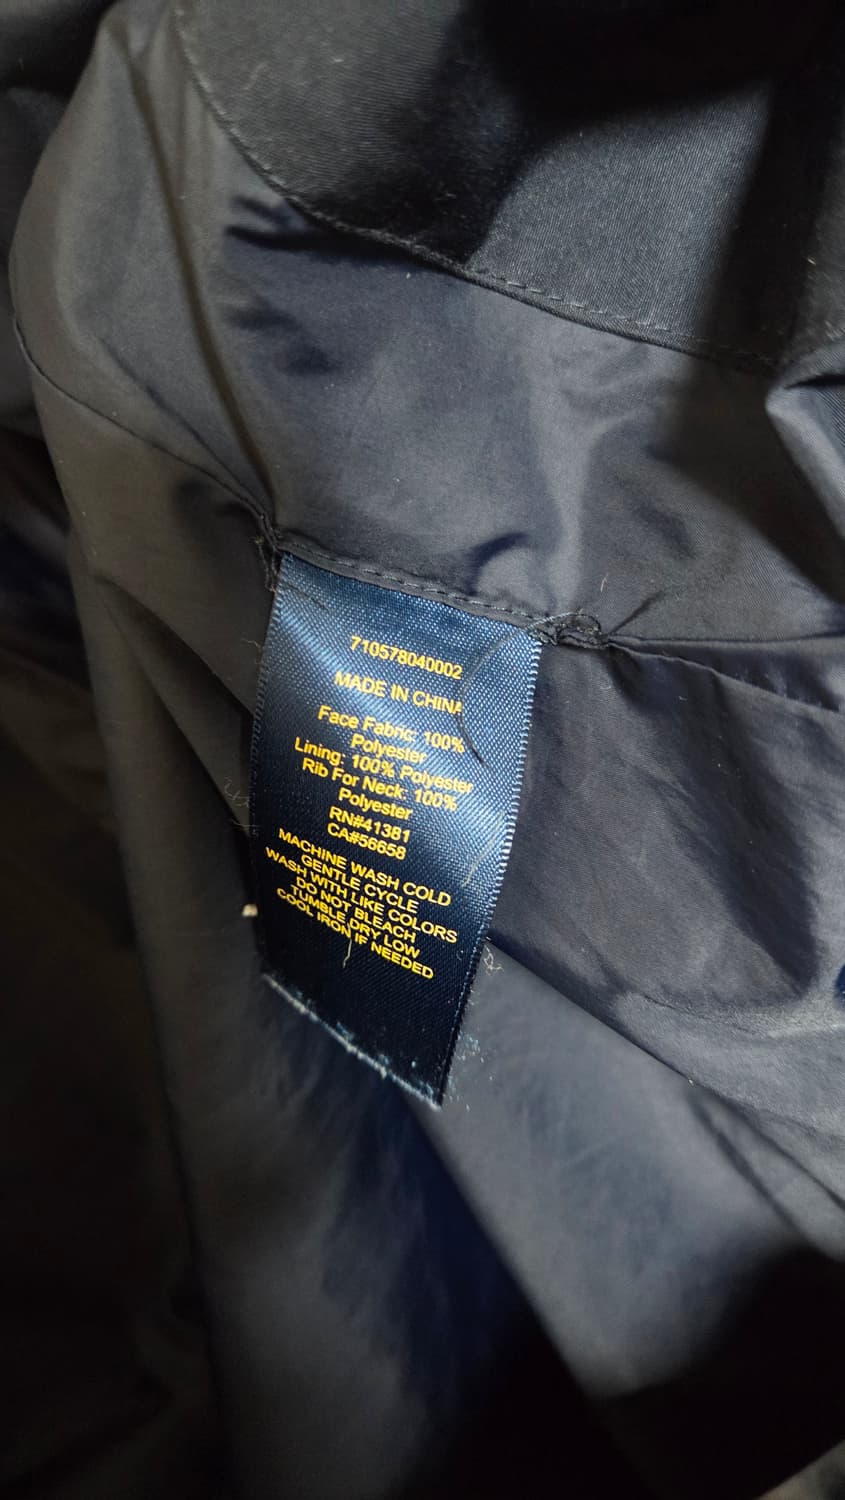 710578040002
MADE IN CHINA
Face Fabric: 100%
Polyester
Lining: 100% Polyester
Rib For Neck: 100%
Polyester
RN#41381
CA#56658
MACHINE WASH COLD
GENTLE CYCLE
WASH WITH LIKE COLORS
DO NOT BLEACH
TUMBLE DRY LOW
COOL IRON IF NEEDED